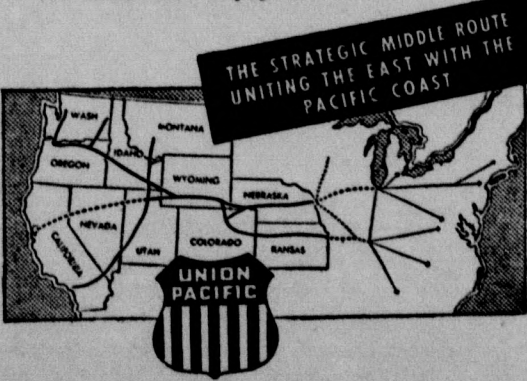 THE STRATEGIC MIDDLE ROUTE
UNITING THE EAST WITH THE
PACIFIC COAST
WASH
MONTANA
OREGON
IDAHO
WYOMING
NEBRASKA
NEVADA
UTAH
COLORADO
KANSAS
CALIFORNIA
UNION
PACIFIC